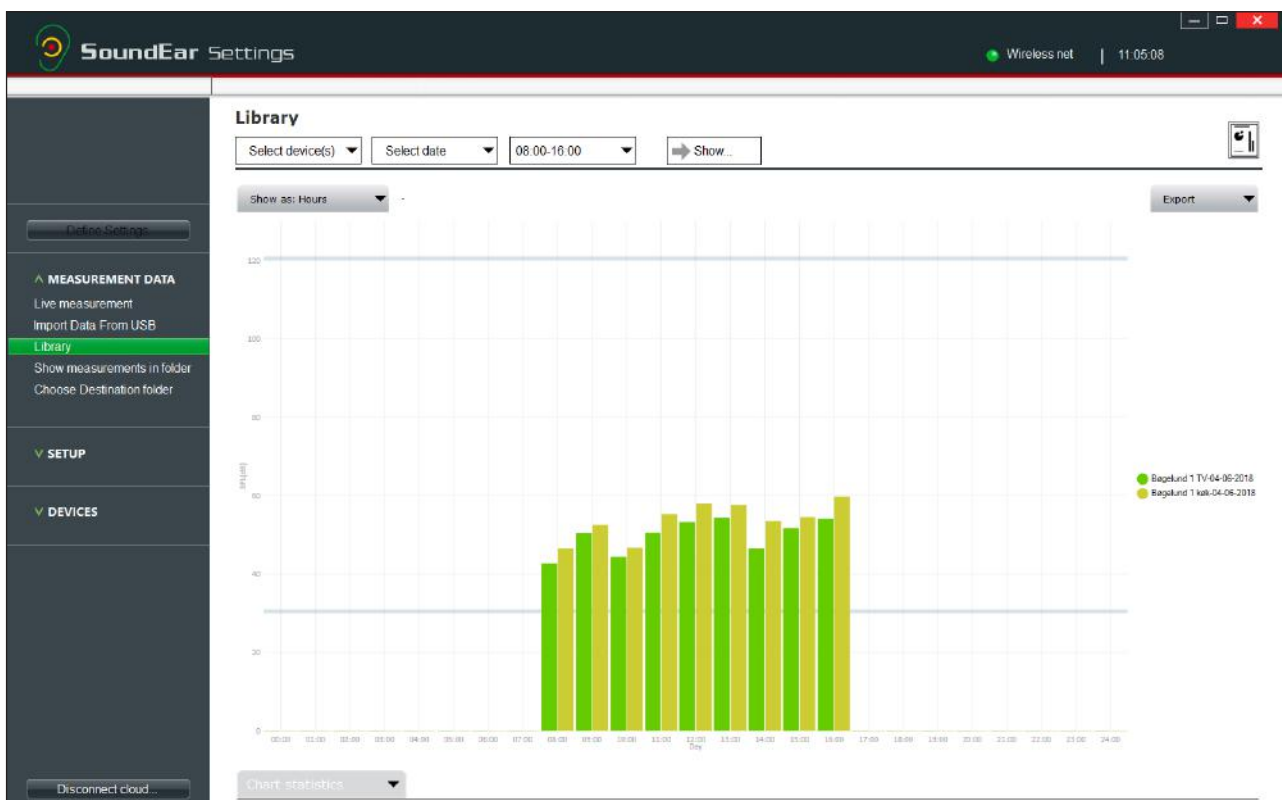 SoundEar Settings
Wireless net | 11:05:08
Library
Select device(s) Select date 08:00-16:00 Show...
Show as: Hours - Export
Define Settings
MEASUREMENT DATA
Live measurement
Import Data From USB
Library
Show measurements in folder
Choose Destination folder
SETUP
DEVICES
Disconnect cloud...
120
100
80
60
40
20
0
00:00 01:00 02:00 03:00 04:00 05:00 06:00 07:00 08:00 09:00 10:00 11:00 12:00 13:00 14:00 15:00 16:00 17:00 18:00 19:00 20:00 21:00 22:00 23:00 24:00
Day
Bøgelund 1 TV-04-06-2018
Bøgelund 1 køk-04-06-2018
Chart statistics